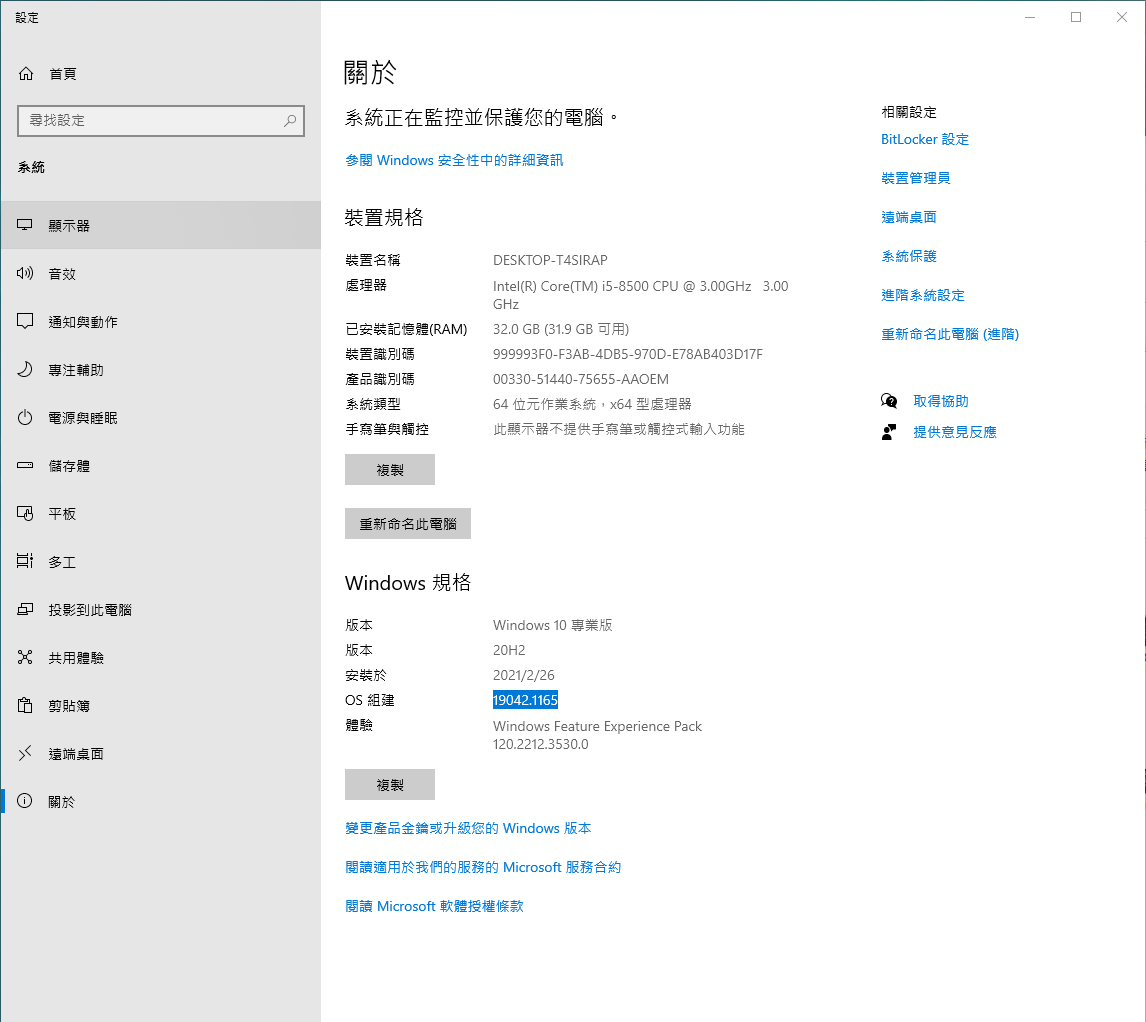 設定
首頁
尋找設定
系統
顯示器
音效
通知與動作
專注輔助
電源與睡眠
儲存體
平板
多工
投影到此電腦
共用體驗
剪貼簿
遠端桌面
關於
關於
系統正在監控並保護您的電腦。
參閱 Windows 安全性中的詳細資訊
裝置規格
裝置名稱 DESKTOP-T4SIRAP
處理器 Intel(R) Core(TM) i5-8500 CPU @ 3.00GHz 3.00
GHz
已安裝記憶體(RAM) 32.0 GB (31.9 GB 可用)
裝置識別碼 999993F0-F3AB-4DB5-970D-E78AB403D17F
產品識別碼 00330-51440-75655-AAOEM
系統類型 64 位元作業系統，x64 型處理器
手寫筆與觸控 此顯示器不提供手寫筆或觸控式輸入功能
複製
重新命名此電腦
Windows 規格
版本 Windows 10 專業版
版本 20H2
安裝於 2021/2/26
OS 組建 19042.1165
體驗 Windows Feature Experience Pack
120.2212.3530.0
複製
變更產品金鑰或升級您的 Windows 版本
閱讀適用於我們的服務的 Microsoft 服務合約
閱讀 Microsoft 軟體授權條款
相關設定
BitLocker 設定
裝置管理員
遠端桌面
系統保護
進階系統設定
重新命名此電腦 (進階)
取得協助
提供意見反應